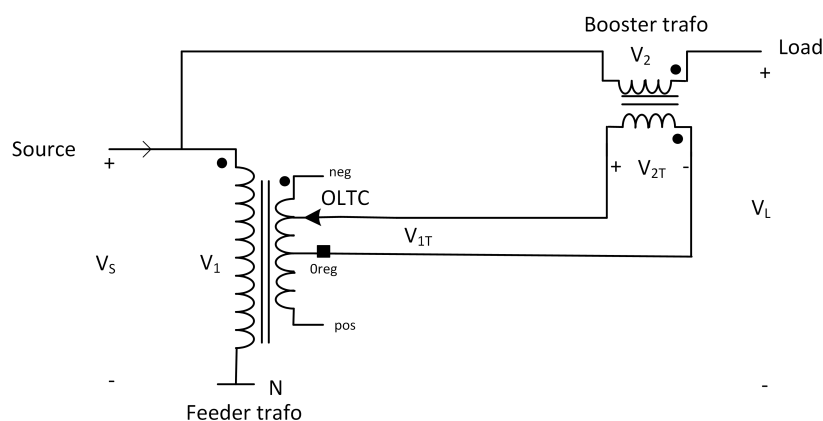 Booster trafo
V2
Load
+
Source
+
neg
OLTC
+ V2T -
V1T
VS
V1
0reg
VL
pos
-
N
-
Feeder trafo